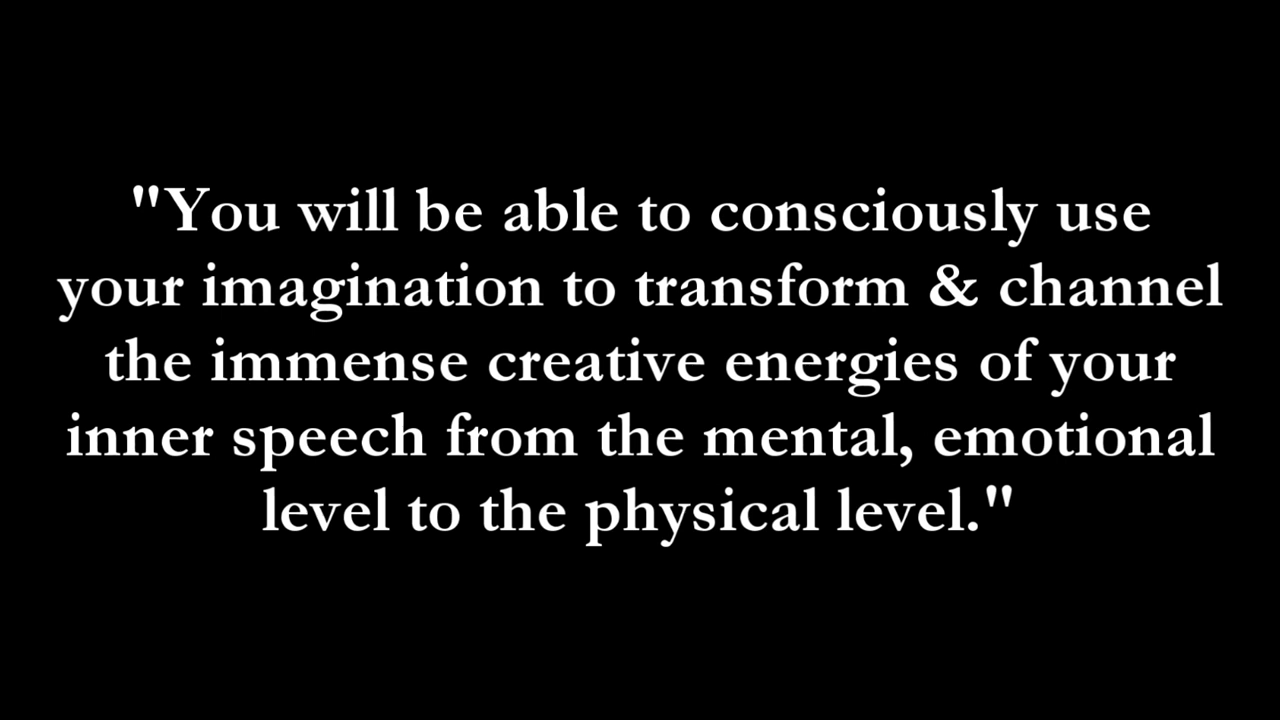 "You will be able to consciously use
your imagination to transform & channel
the immense creative energies of your
inner speech from the mental, emotional
level to the physical level."